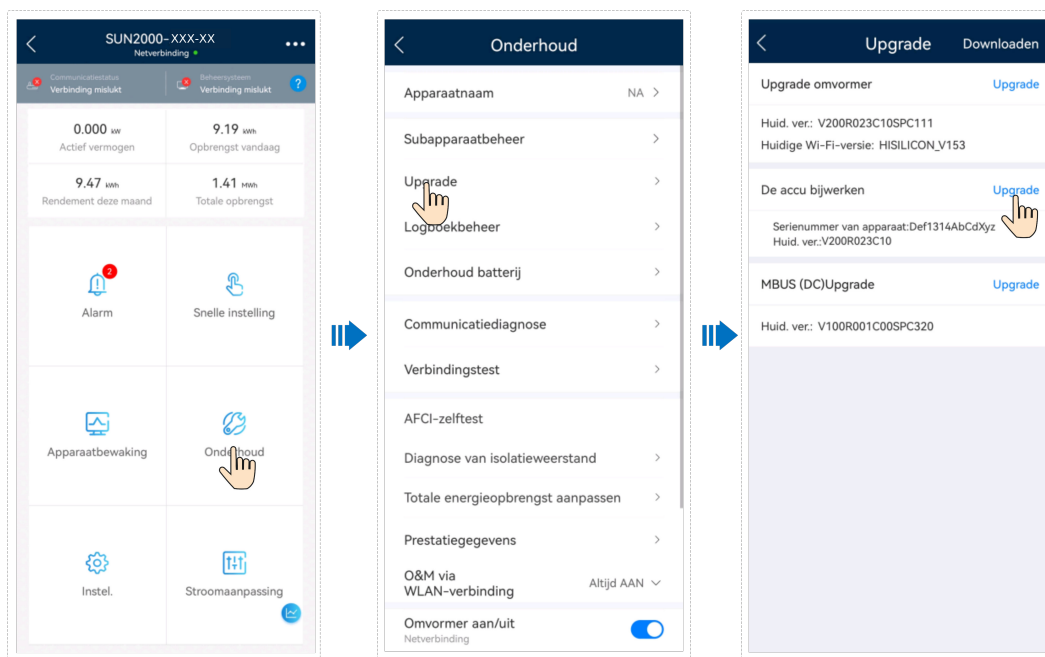 SUN2000-XXX-XX
Netverbinding
Communicatiestatus
Verbinding mislukt
Beheersysteem
Verbinding mislukt
?
0.000 kW
Actief vermogen
9.19 kWh
Opbrengst vandaag
9.47 kWh
Rendement deze maand
1.41 MWh
Totale opbrengst
2
Alarm
Snelle instelling
Apparaatbewaking
Onderhoud
Instel.
Stroomaanpassing
Onderhoud
Apparaatnaam NA
Subapparaatbeheer
Upgrade
Logboekbeheer
Onderhoud batterij
Communicatiediagnose
Verbindingstest
AFCI-zelftest
Diagnose van isolatieweerstand
Totale energieopbrengst aanpassen
Prestatiegegevens
O&M via
WLAN-verbinding
Altijd AAN
Omvormer aan/uit
Netverbinding
Upgrade Downloaden
Upgrade omvormer Upgrade
Huid. ver.: V200R023C10SPC111
Huidige Wi-Fi-versie: HISILICON_V153
De accu bijwerken Upgrade
Serienummer van apparaat:Def1314AbCdXyz
Huid. ver.:V200R023C10
MBUS (DC)Upgrade Upgrade
Huid. ver.: V100R001C00SPC320